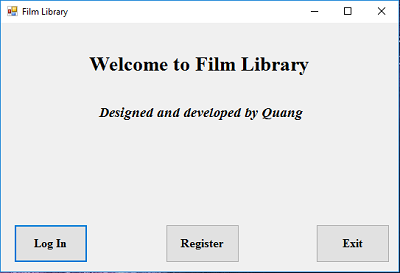 Film Library
Welcome to Film Library
Designed and developed by Quang
Log In
Register
Exit